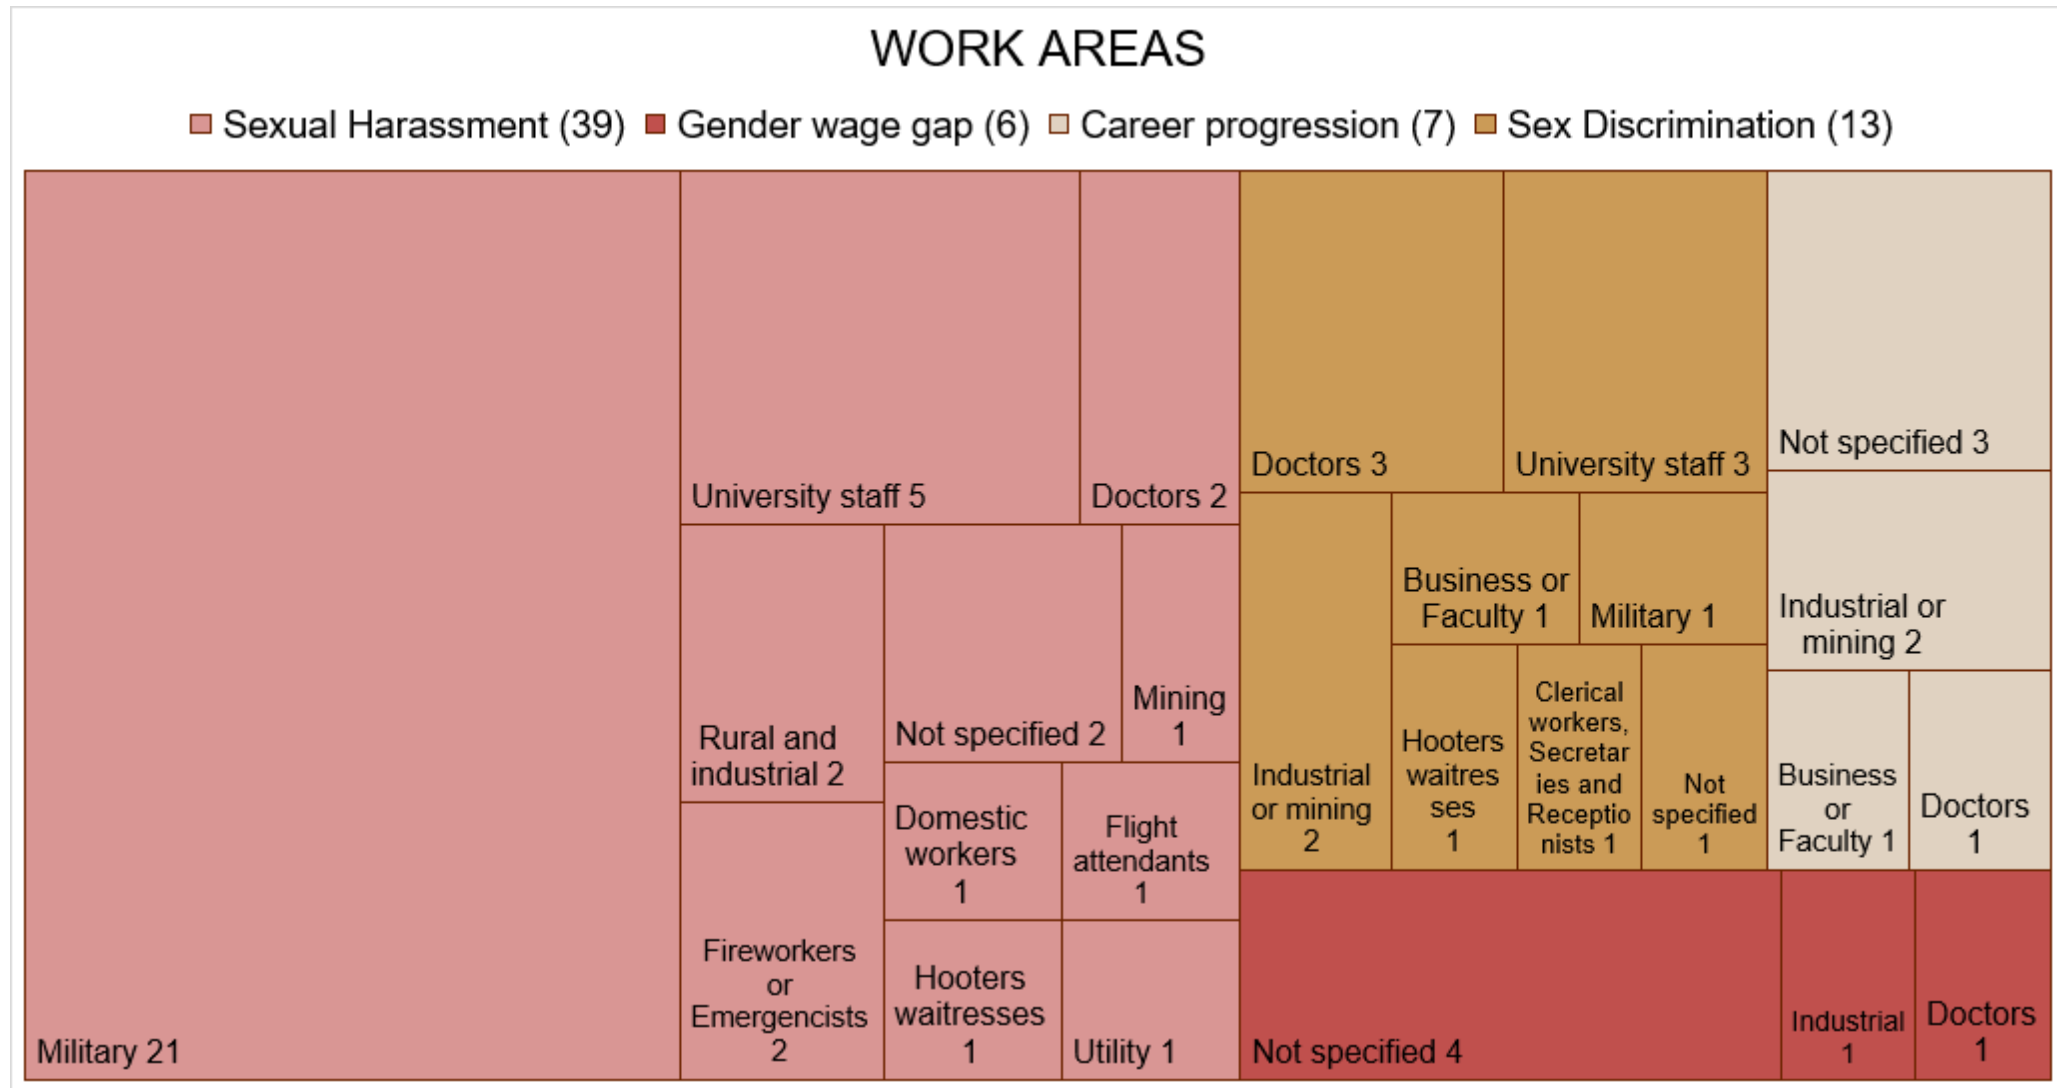 WORK AREAS
Sexual Harassment (39) Gender wage gap (6) Career progression (7) Sex Discrimination (13)
Military 21
University staff 5
Doctors 2
Rural and
industrial 2
Not specified 2
Mining
1
Fireworkers
or
Emergencists
2
Domestic
workers
1
Flight
attendants
1
Hooters
waitresses
1
Utility 1
Doctors 3
University staff 3
Industrial
or mining
2
Business or
Faculty 1
Military 1
Hooters
waitres
ses
1
Clerical
workers,
Secretar
ies and
Receptio
nists 1
Not
specified
1
Not specified 3
Industrial or
mining 2
Business
or
Faculty 1
Doctors
1
Not specified 4
Industrial
1
Doctors
1